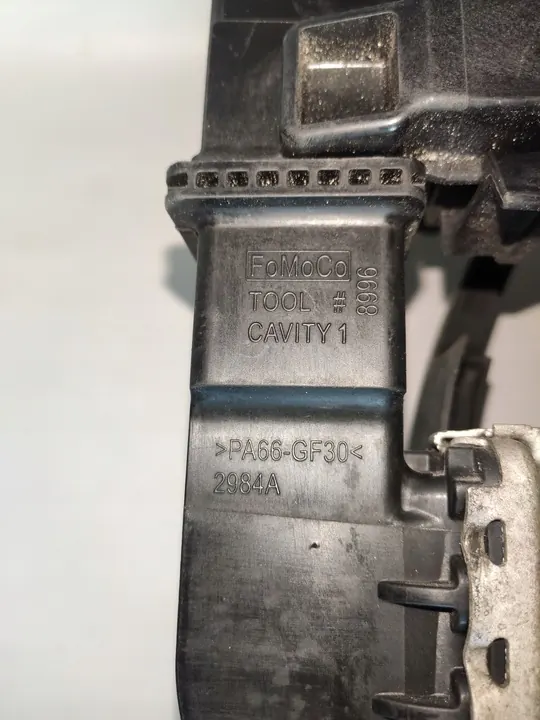 FoMoCo
TOOL #
8996
CAVITY 1
>PA66-GF30<
2984A